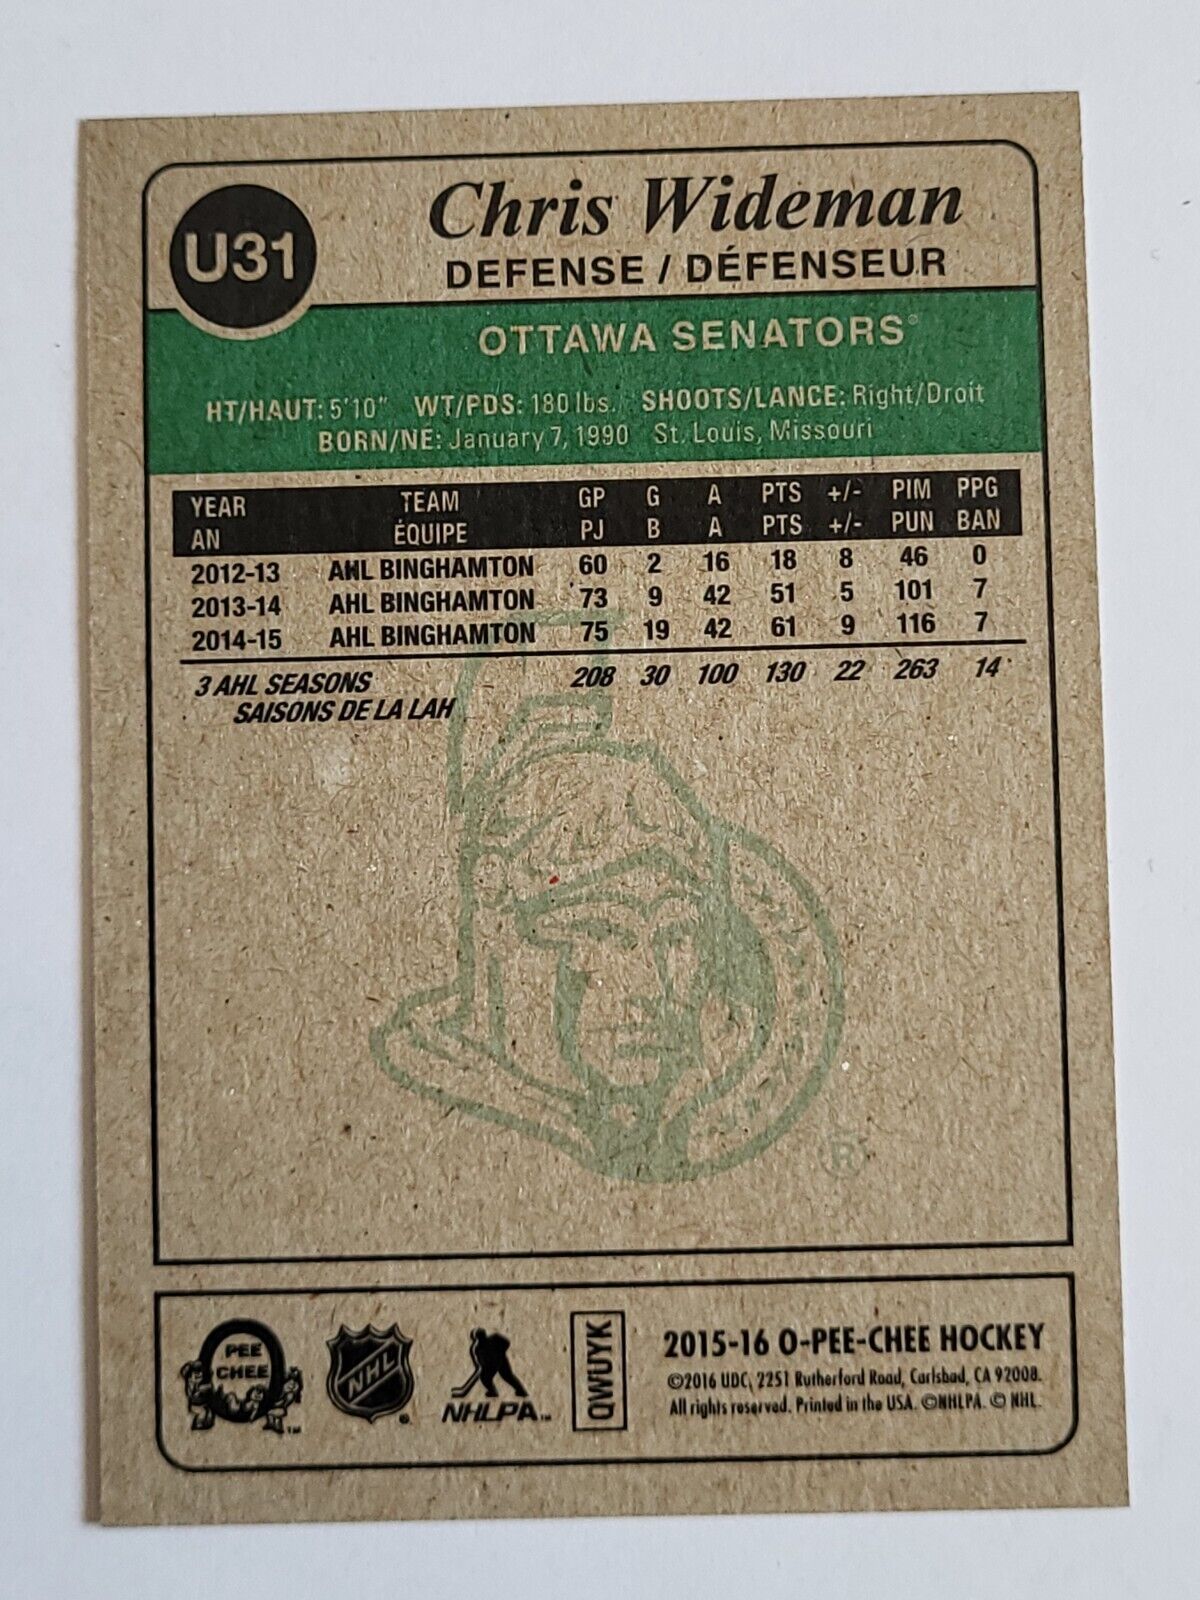 U31
Chris Wideman
DEFENSE / DÉFENSEUR
OTTAWA SENATORS®
HT/HAUT: 5'10" WT/PDS: 180 lbs. SHOOTS/LANCE: Right/Droit
BORN/NE: January 7, 1990 St. Louis, Missouri
YEAR TEAM GP G A PTS +/- PIM PPG
AN ÉQUIPE PJ B A PTS +/- PUN BAN
2012-13 AHL BINGHAMTON 60 2 16 18 8 46 0
2013-14 AHL BINGHAMTON 73 9 42 51 5 101 7
2014-15 AHL BINGHAMTON 75 19 42 61 9 116 7
3 AHL SEASONS 208 30 100 130 22 263 14
SAISONS DE LA LAH
®
PEE
CHEE
TM
NHL
®
NHLPA TM
QWUYK
2015-16 O-PEE-CHEE HOCKEY
©2016 UDC, 2251 Rutherford Road, Carlsbad, CA 92008.
All rights reserved. Printed in the USA. ©NHLPA. © NHL.